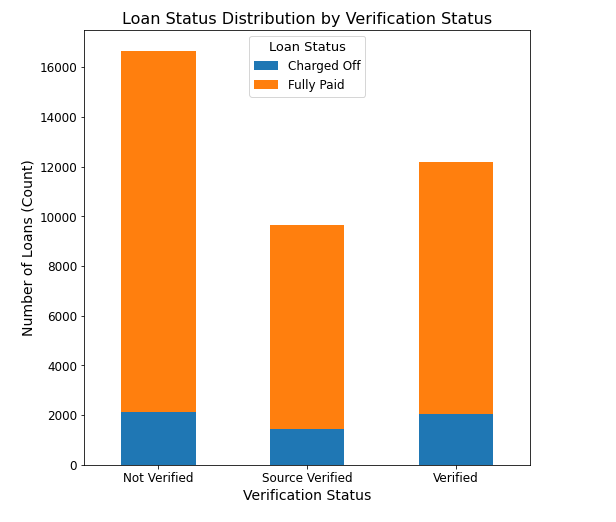 Loan Status Distribution by Verification Status
Loan Status
Charged Off
Fully Paid
Number of Loans (Count)
16000
14000
12000
10000
8000
6000
4000
2000
0
Not Verified
Source Verified
Verified
Verification Status